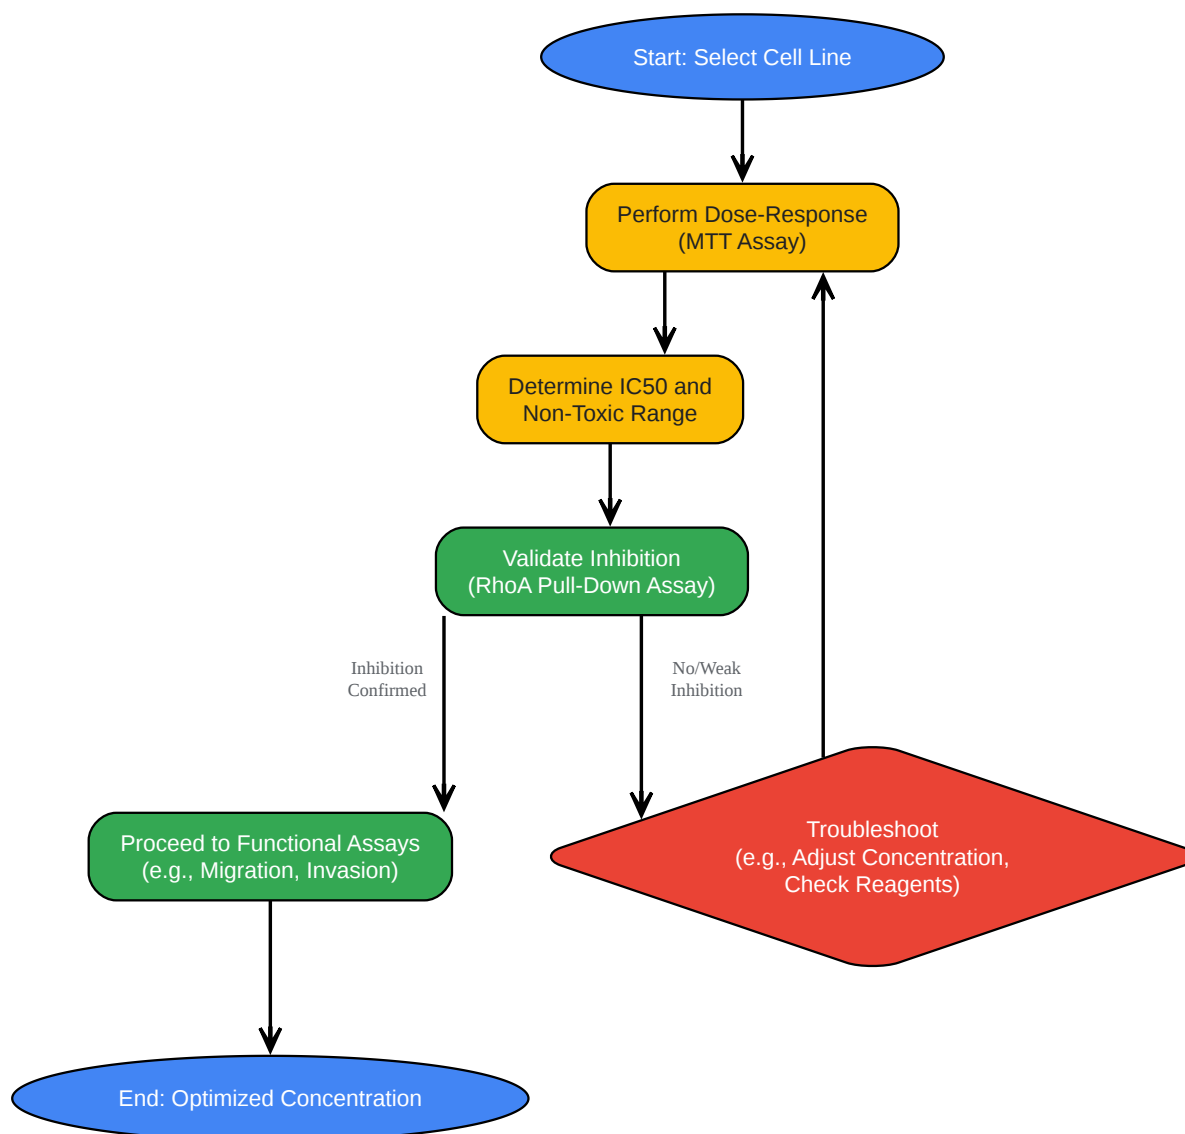 Start: Select Cell Line
Perform Dose-Response
(MTT Assay)
Determine IC50 and
Non-Toxic Range
Validate Inhibition
(RhoA Pull-Down Assay)
Inhibition
Confirmed
No/Weak
Inhibition
Proceed to Functional Assays
(e.g., Migration, Invasion)
Troubleshoot
(e.g., Adjust Concentration,
Check Reagents)
End: Optimized Concentration